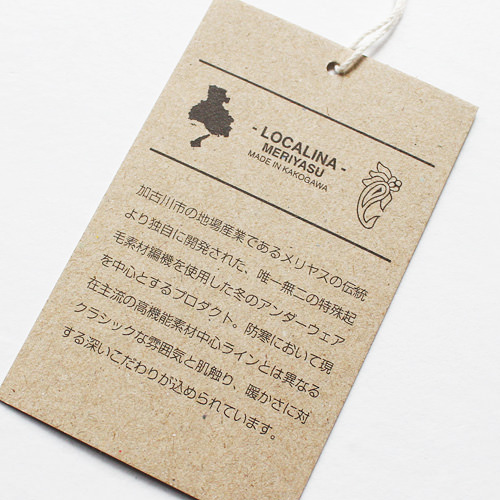 - LOCALINA -
MERIYASU
MADE IN KAKOGAWA
加古川市の地場産業であるメリヤスの伝統
より独自に開発された、唯一無二の特殊起
毛素材編機を使用した冬のアンダーウェア
を中心とするプロダクト。防寒において現
在主流の高機能素材中心ラインとは異なる
クラシックな雰囲気と肌触り、暖かさに対
する深いこだわりが込められています。